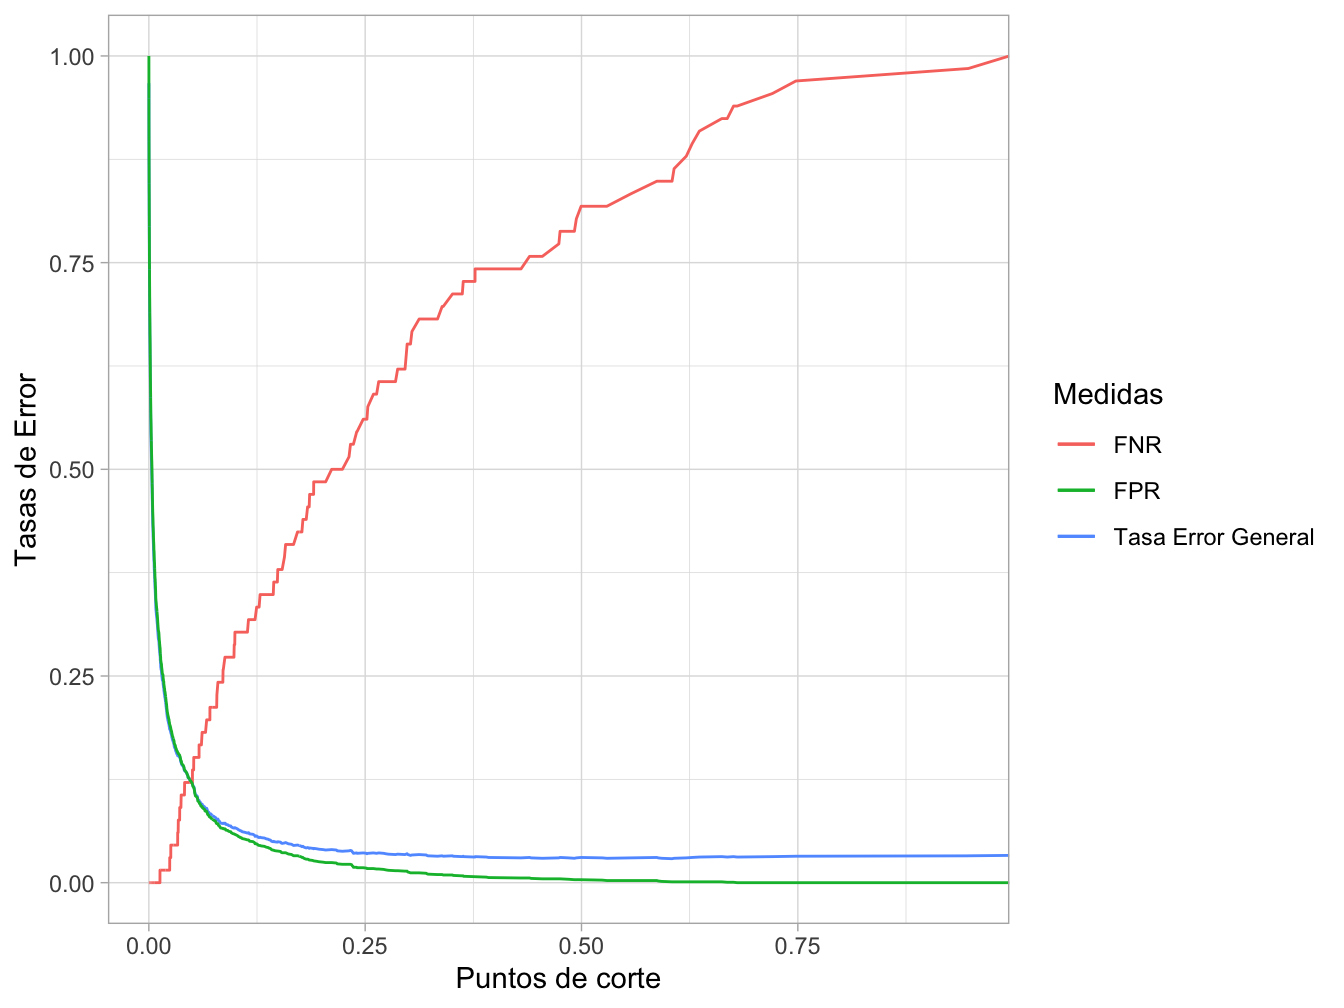 1.00
0.75
0.50
0.25
0.00
Tasas de Error
0.00
0.25
0.50
0.75
Puntos de corte
Medidas
FNR
FPR
Tasa Error General